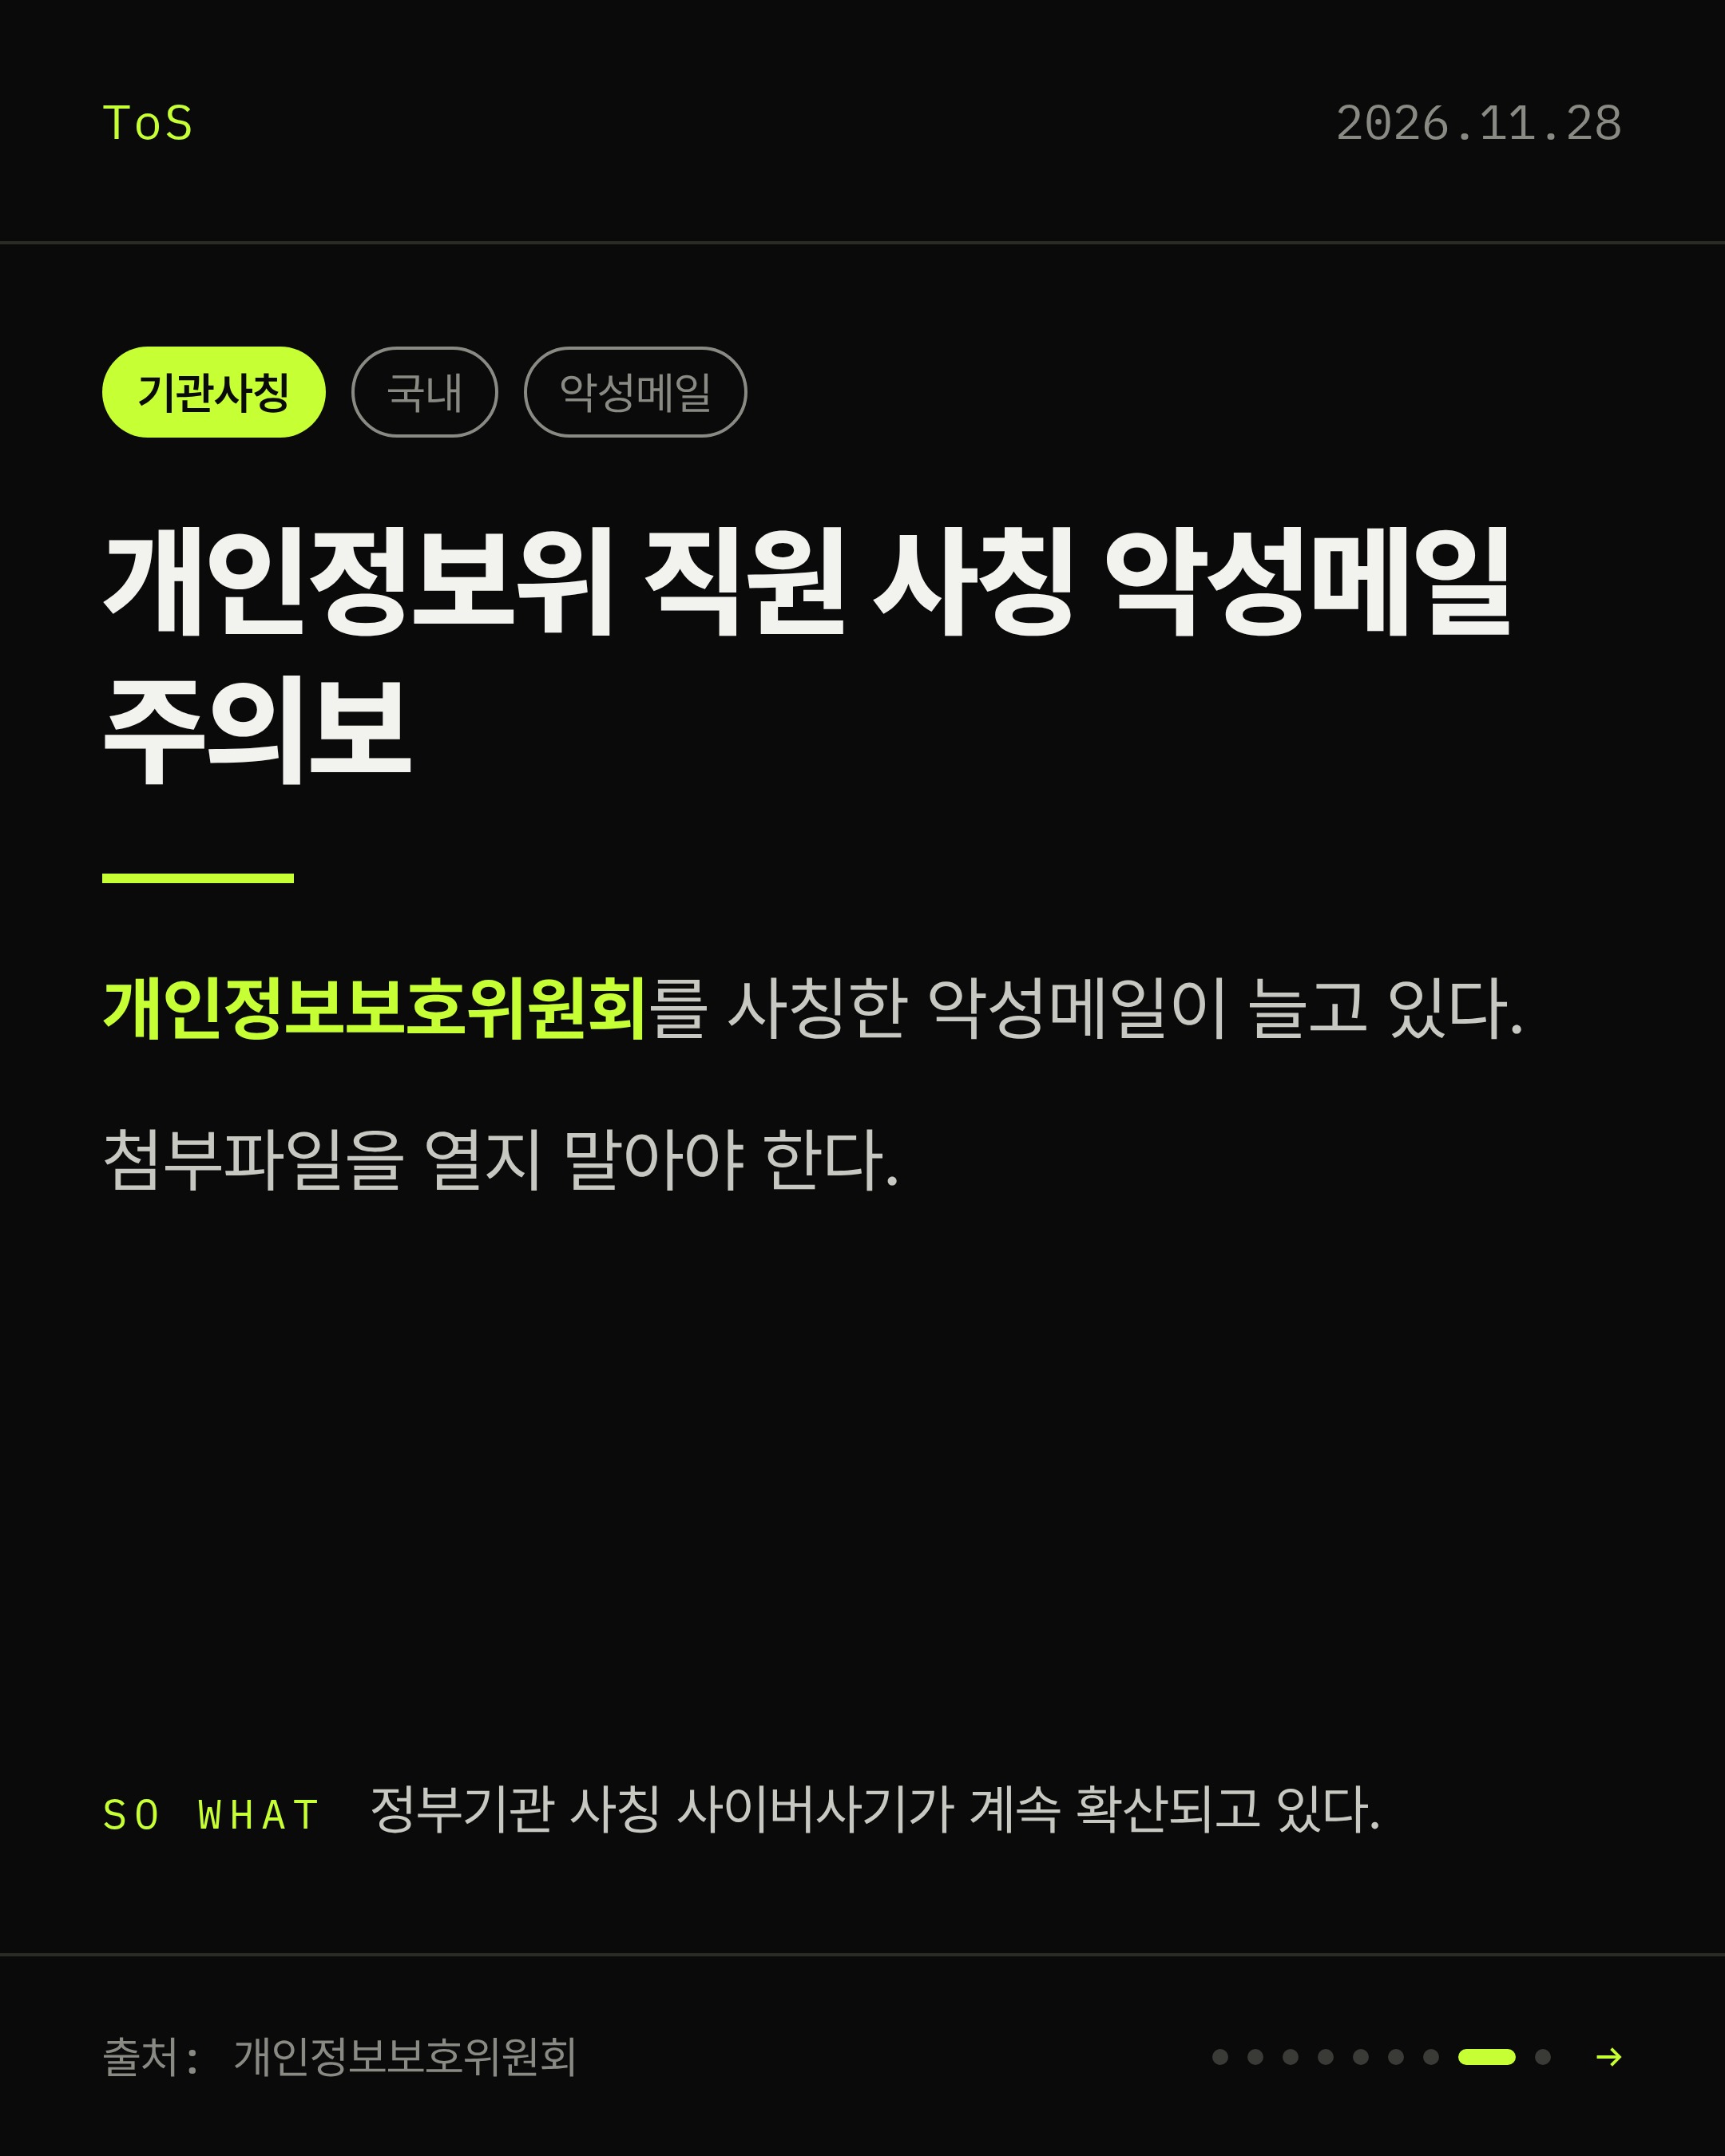 ToS
2026.11.28
기관사칭
국내
악성메일
개인정보위 직원 사칭 악성메일
주의보
개인정보보호위원회를 사칭한 악성메일이 늘고 있다.
첨부파일을 열지 말아야 한다.
SO WHAT 정부기관 사칭 사이버사기가 계속 확산되고 있다.
출처: 개인정보보호위원회
→